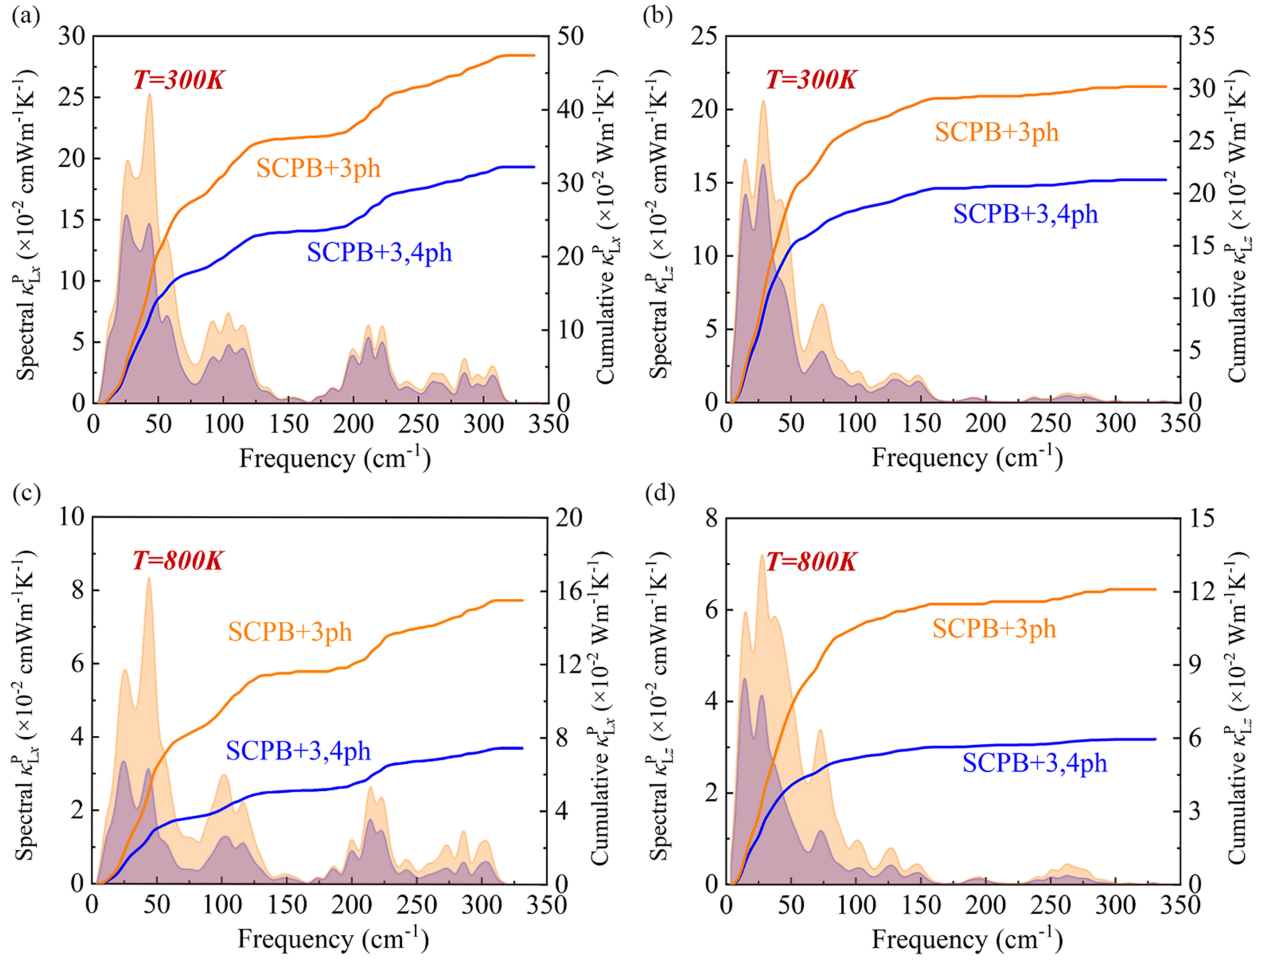 (a)
30
25
20
15
10
5
0
Spectral κᴾLx (×10⁻² cmWm⁻¹K⁻¹)
T=300K
SCPB+3ph
SCPB+3,4ph
50
40
30
20
10
0
Cumulative κᴾLx (×10⁻² Wm⁻¹K⁻¹)
0 50 100 150 200 250 300 350
Frequency (cm⁻¹)
(b)
25
20
15
10
5
0
Spectral κᴾLz (×10⁻² cmWm⁻¹K⁻¹)
T=300K
SCPB+3ph
SCPB+3,4ph
35
30
25
20
15
10
5
0
Cumulative κᴾLz (×10⁻² Wm⁻¹K⁻¹)
0 50 100 150 200 250 300 350
Frequency (cm⁻¹)
(c)
10
8
6
4
2
0
Spectral κᴾLx (×10⁻² cmWm⁻¹K⁻¹)
T=800K
SCPB+3ph
SCPB+3,4ph
20
16
12
8
4
0
Cumulative κᴾLx (×10⁻² Wm⁻¹K⁻¹)
0 50 100 150 200 250 300 350
Frequency (cm⁻¹)
(d)
8
6
4
2
0
Spectral κᴾLz (×10⁻² cmWm⁻¹K⁻¹)
T=800K
SCPB+3ph
SCPB+3,4ph
15
12
9
6
3
0
Cumulative κᴾLz (×10⁻² Wm⁻¹K⁻¹)
0 50 100 150 200 250 300 350
Frequency (cm⁻¹)